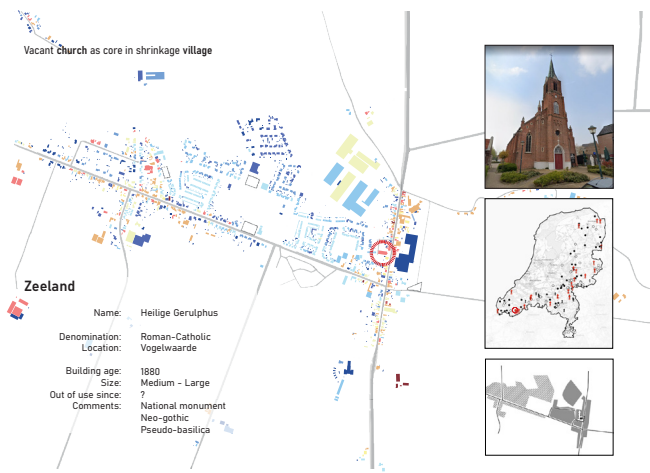 Vacant church as core in shrinkage village
Zeeland
Name: Heilige Gerulphus
Denomination: Roman-Catholic
Location: Vogelwaarde
Building age: 1880
Size: Medium - Large
Out of use since: ?
Comments: National monument
Neo-gothic
Pseudo-basilica